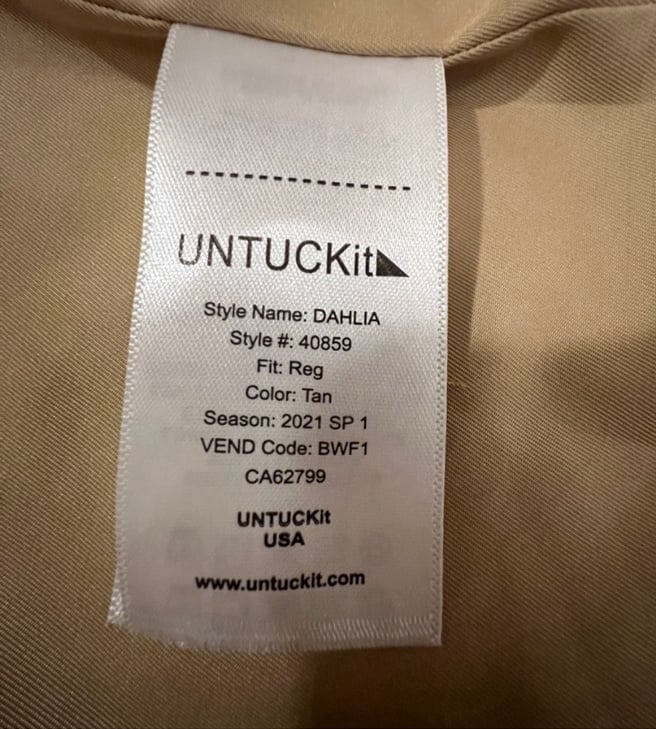 UNTUCKit
Style Name: DAHLIA
Style #: 40859
Fit: Reg
Color: Tan
Season: 2021 SP 1
VEND Code: BWF1
CA62799
UNTUCKit
USA
www.untuckit.com